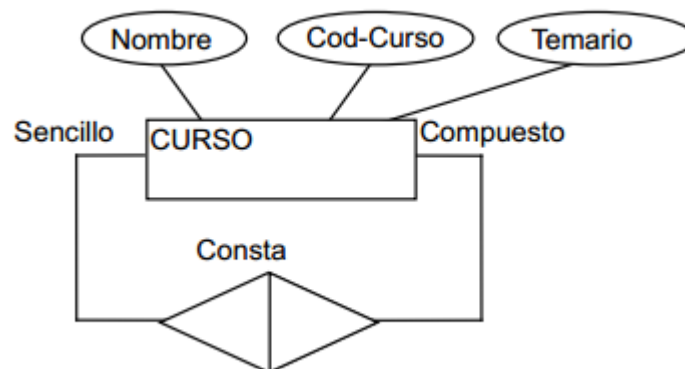 Nombre
Cod-Curso
Temario
Sencillo
CURSO
Compuesto
Consta